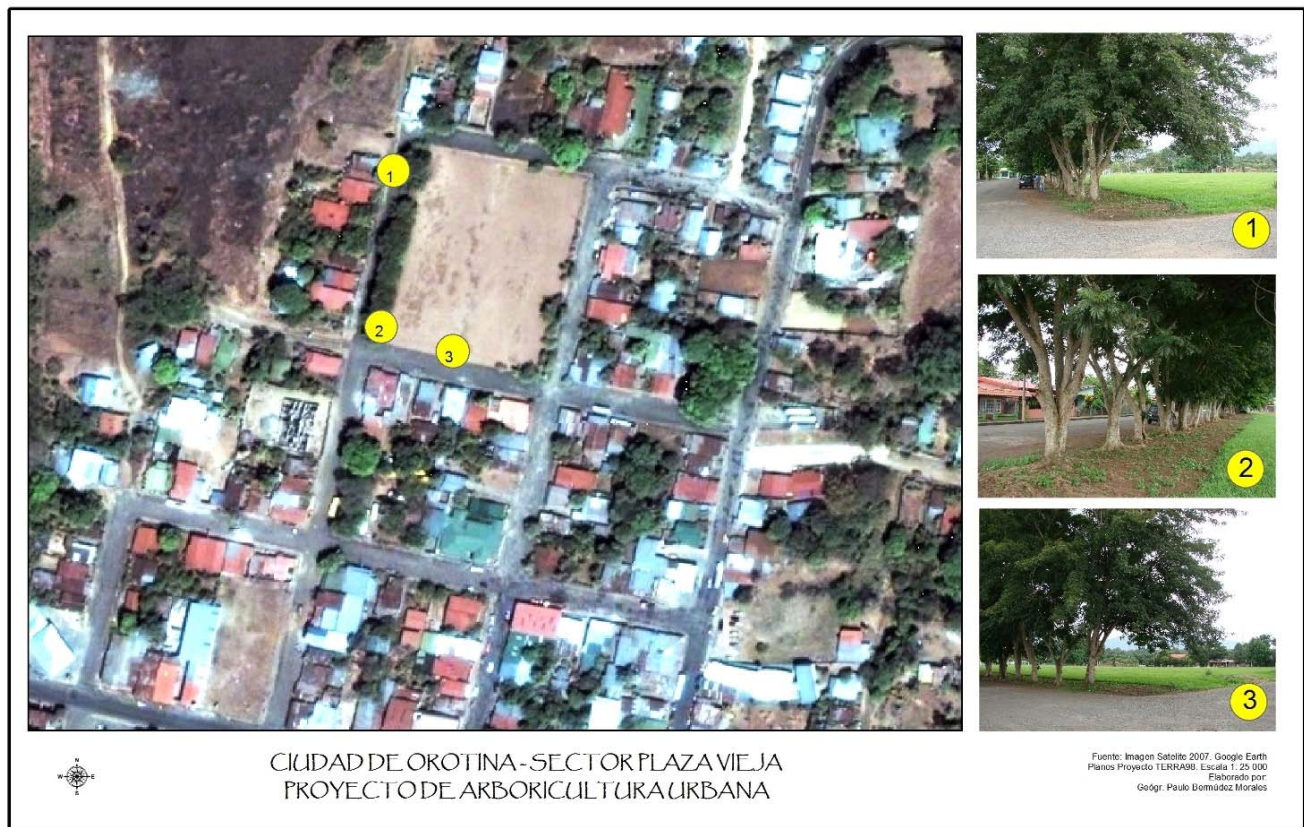 1
2
3
1
2
3
N
W E
S
CIUDAD DE OROTINA - SECTOR PLAZA VIEJA
PROYECTO DE ARBORICULTURA URBANA
Fuente: Imagen Satelite 2007. Google Earth
Planos Proyecto TERRA98. Escala 1: 25 000
Elaborado por:
Geógr. Paulo Bermúdez Morales